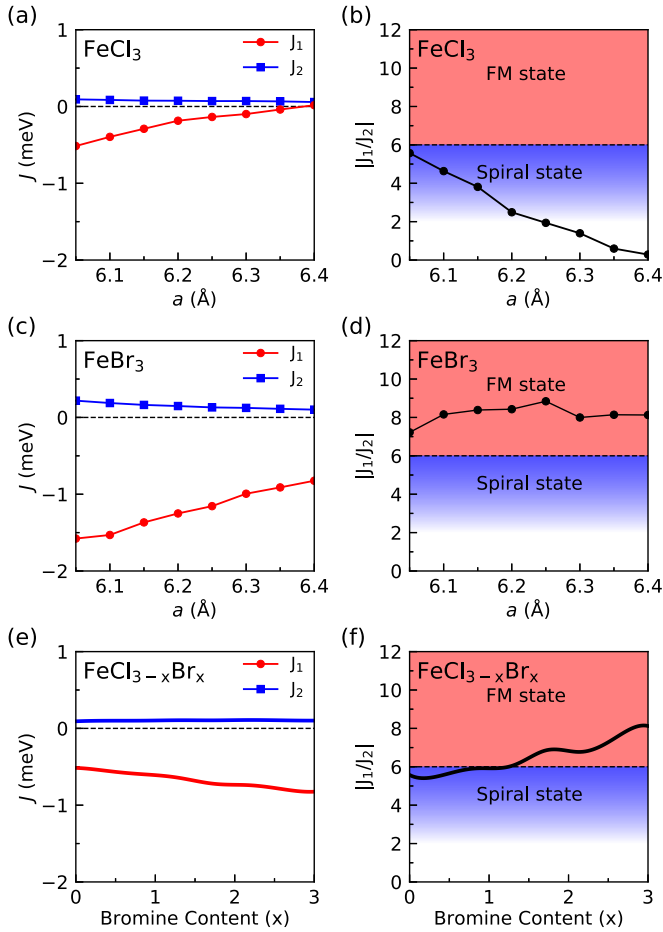 (a)
FeCl3
J1
J2
1
0
−1
−2
J (meV)
6.1 6.2 6.3 6.4
a (Å)
(b)
FeCl3
FM state
Spiral state
12
10
8
6
4
2
0
|J1/J2|
6.1 6.2 6.3 6.4
a (Å)
(c)
FeBr3
J1
J2
1
0
−1
−2
J (meV)
6.1 6.2 6.3 6.4
a (Å)
(d)
FeBr3
FM state
Spiral state
12
10
8
6
4
2
0
|J1/J2|
6.1 6.2 6.3 6.4
a (Å)
(e)
FeCl3−xBrx
J1
J2
1
0
−1
−2
J (meV)
0 1 2 3
Bromine Content (x)
(f)
FeCl3−xBrx
FM state
Spiral state
12
10
8
6
4
2
0
|J1/J2|
0 1 2 3
Bromine Content (x)